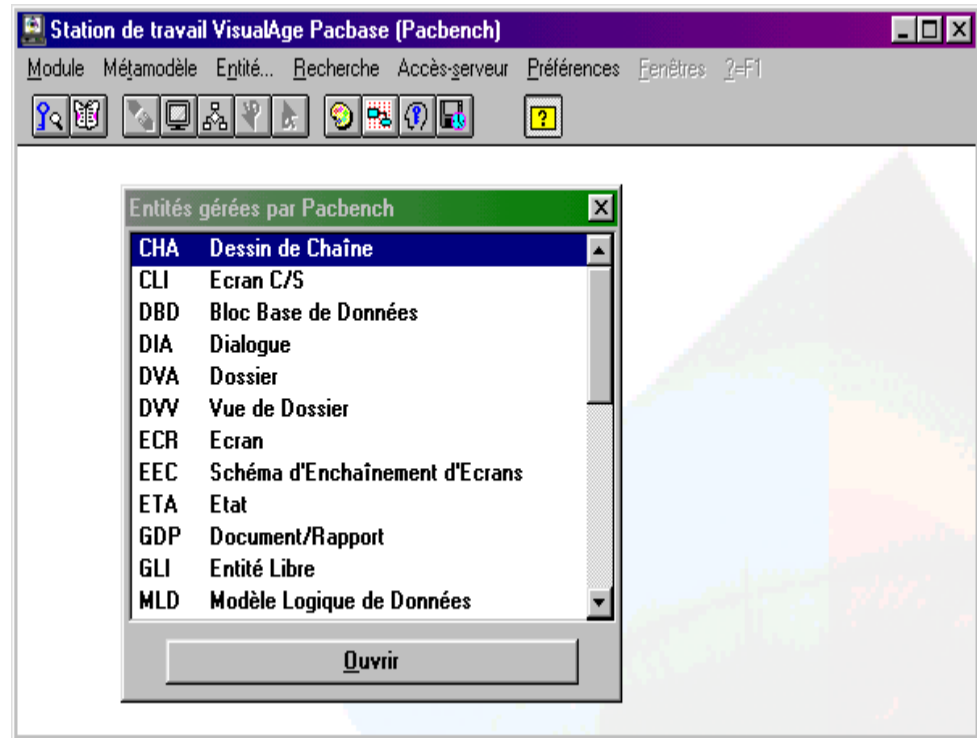 Station de travail VisualAge Pacbase (Pacbench)
Module Métamodèle Entité... Recherche Accès-serveur Préférences Fenêtres ?=F1
?
Entités gérées par Pacbench
CHA Dessin de Chaîne
CLI Ecran C/S
DBD Bloc Base de Données
DIA Dialogue
DVA Dossier
DVV Vue de Dossier
ECR Ecran
EEC Schéma d'Enchaînement d'Ecrans
ETA Etat
GDP Document/Rapport
GLI Entité Libre
MLD Modèle Logique de Données
Ouvrir